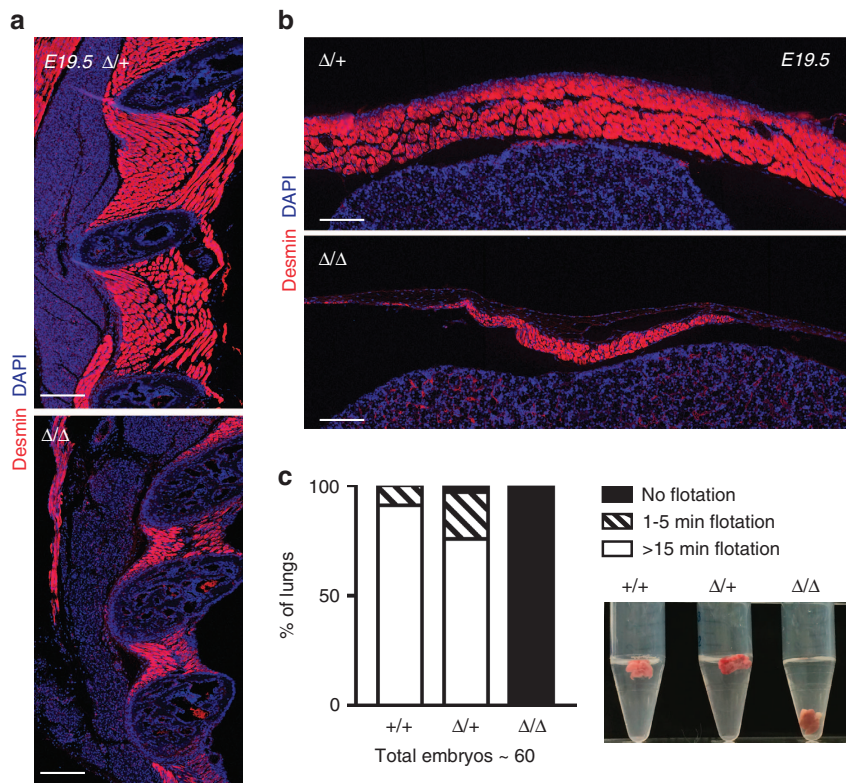 a
E19.5 Δ/+
Desmin DAPI
Δ/Δ
b
Δ/+
E19.5
Desmin DAPI
Δ/Δ
c
100
50
0
% of lungs
+/+
Δ/+
Δ/Δ
Total embryos ~ 60
No flotation
1-5 min flotation
>15 min flotation
+/+
Δ/+
Δ/Δ